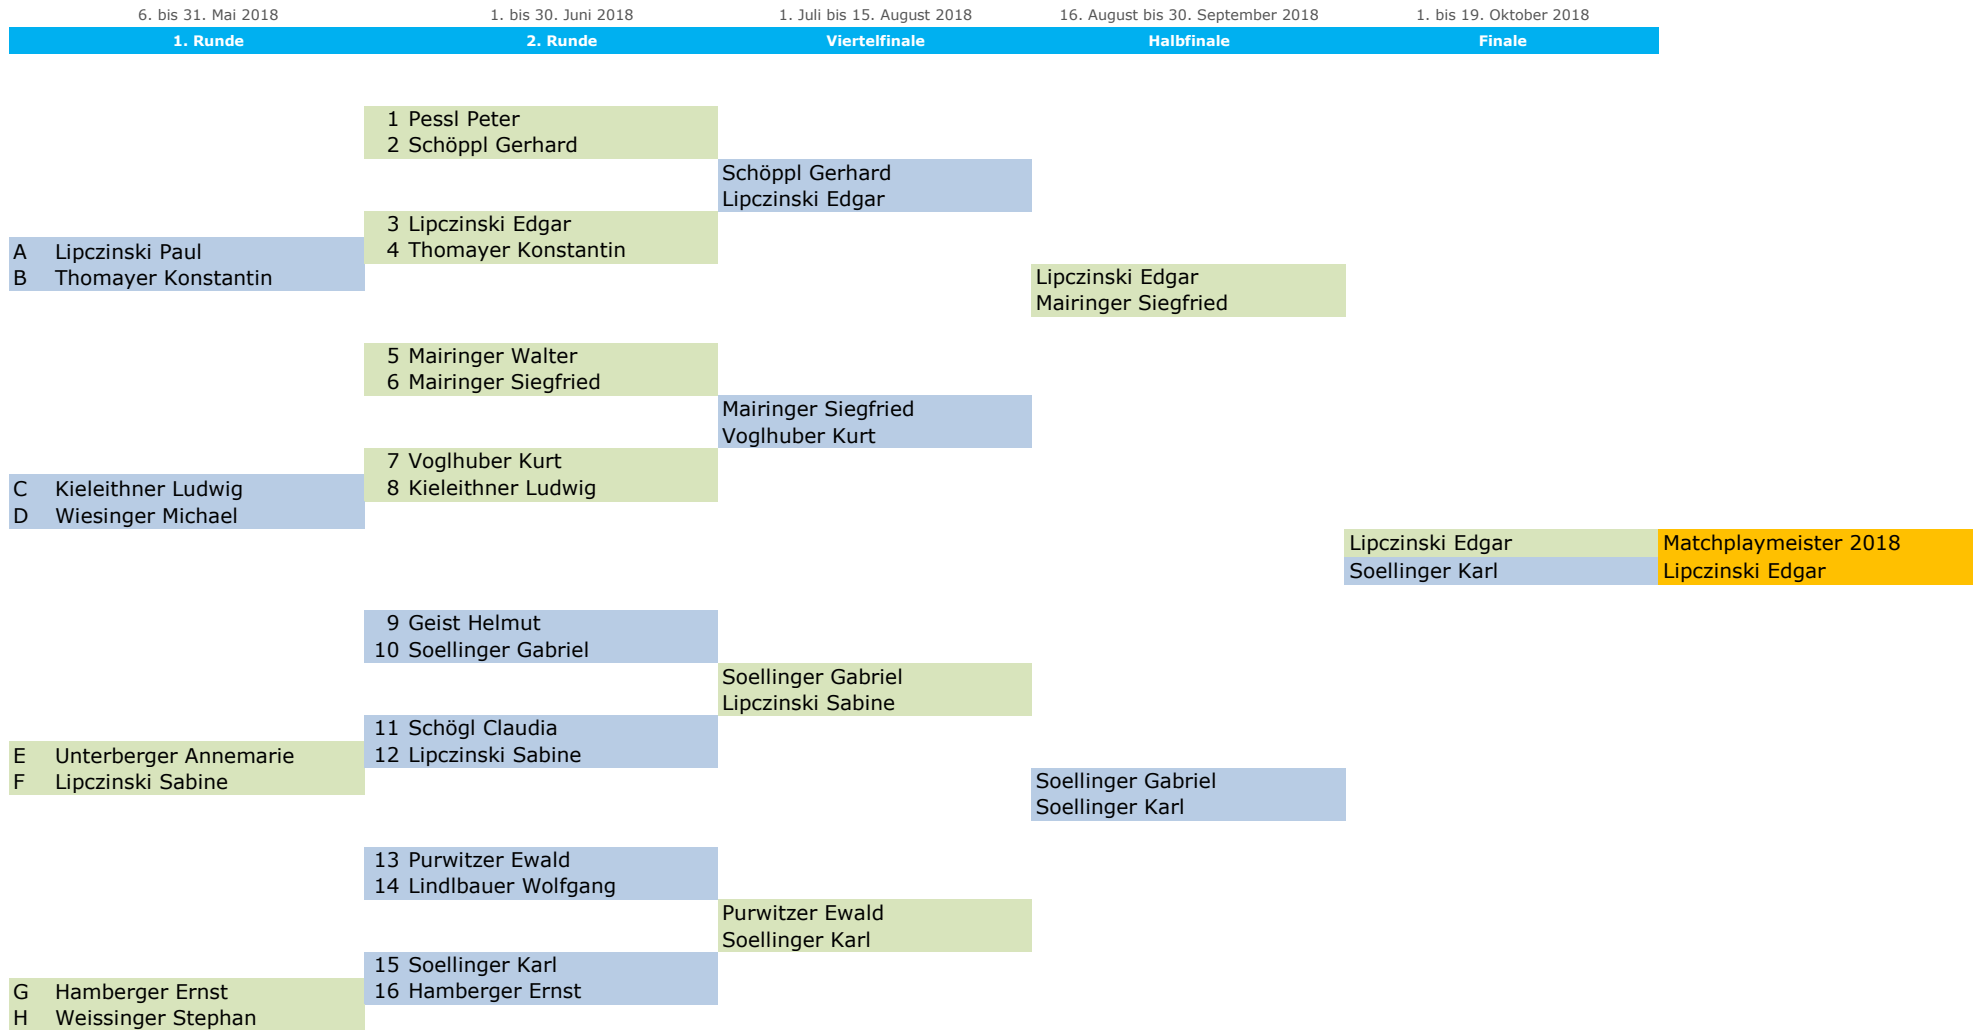 6. bis 31. Mai 2018
1. bis 30. Juni 2018
1. Juli bis 15. August 2018
16. August bis 30. September 2018
1. bis 19. Oktober 2018
1. Runde
2. Runde
Viertelfinale
Halbfinale
Finale
1 Pessl Peter
2 Schöppl Gerhard
Schöppl Gerhard
Lipczinski Edgar
3 Lipczinski Edgar
4 Thomayer Konstantin
A Lipczinski Paul
B Thomayer Konstantin
Lipczinski Edgar
Mairinger Siegfried
5 Mairinger Walter
6 Mairinger Siegfried
Mairinger Siegfried
Voglhuber Kurt
7 Voglhuber Kurt
8 Kieleithner Ludwig
C Kieleithner Ludwig
D Wiesinger Michael
Lipczinski Edgar
Soellinger Karl
Matchplaymeister 2018
Lipczinski Edgar
9 Geist Helmut
10 Soellinger Gabriel
Soellinger Gabriel
Lipczinski Sabine
11 Schögl Claudia
12 Lipczinski Sabine
E Unterberger Annemarie
F Lipczinski Sabine
Soellinger Gabriel
Soellinger Karl
13 Purwitzer Ewald
14 Lindlbauer Wolfgang
Purwitzer Ewald
Soellinger Karl
15 Soellinger Karl
16 Hamberger Ernst
G Hamberger Ernst
H Weissinger Stephan